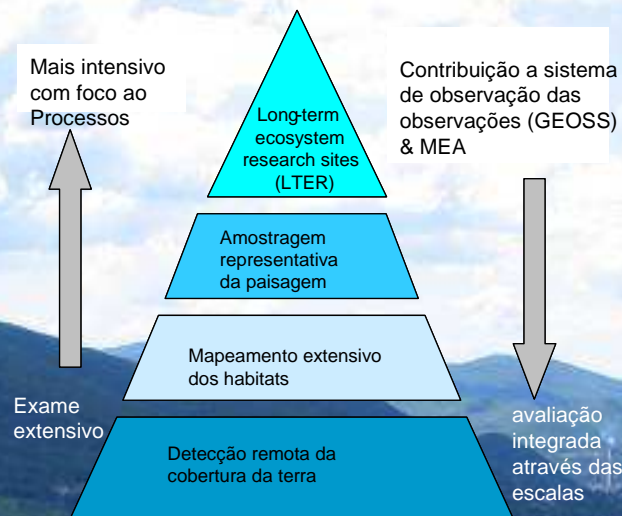 Mais intensivo
com foco ao
Processos
Contribuição a sistema
de observação das
observações (GEOSS)
& MEA
Long-term
ecosystem
research sites
(LTER)
Amostragem
representativa
da paisagem
Mapeamento extensivo
dos habitats
Exame
extensivo
avaliação
integrada
através das
escalas
Detecção remota da
cobertura da terra